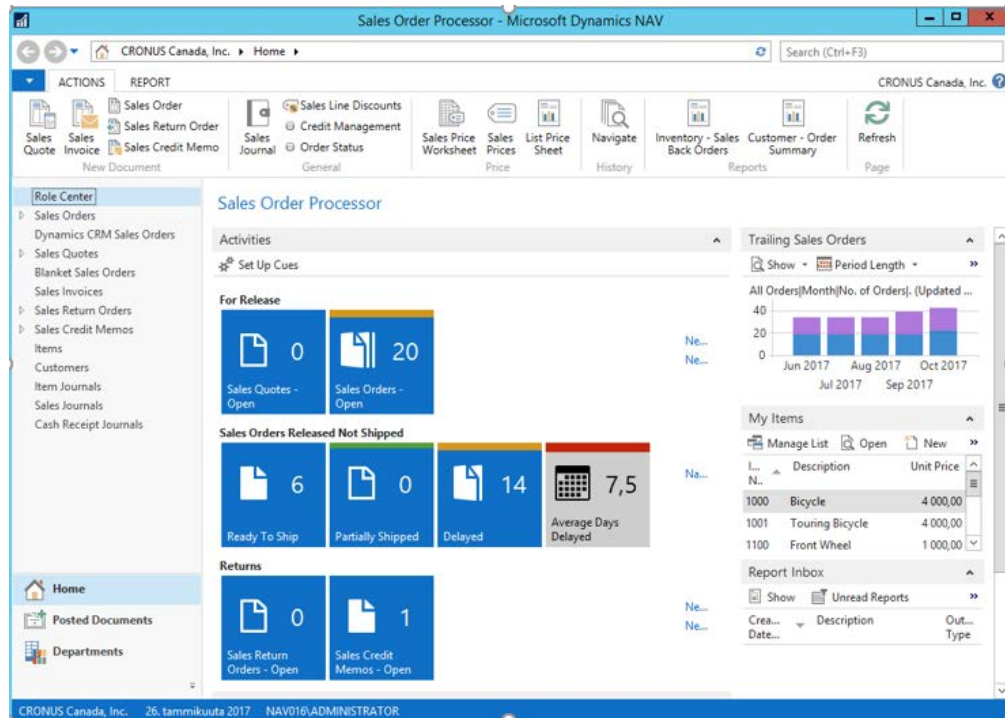 Sales Order Processor - Microsoft Dynamics NAV
CRONUS Canada, Inc. Home
Search (Ctrl+F3)
ACTIONS REPORT
CRONUS Canada, Inc.
Sales Quote
Sales Invoice
Sales Order
Sales Return Order
Sales Credit Memo
New Document
Sales Journal
Sales Line Discounts
Credit Management
Order Status
General
Sales Price Worksheet
Sales Prices
List Price Sheet
Price
Navigate
History
Inventory - Sales Back Orders
Customer - Order Summary
Reports
Refresh
Page
Role Center
Sales Orders
Dynamics CRM Sales Orders
Sales Quotes
Blanket Sales Orders
Sales Invoices
Sales Return Orders
Sales Credit Memos
Items
Customers
Item Journals
Sales Journals
Cash Receipt Journals
Home
Posted Documents
Departments
Sales Order Processor
Activities
Set Up Cues
For Release
0
Sales Quotes - Open
20
Sales Orders - Open
Ne...
Ne...
Sales Orders Released Not Shipped
6
Ready To Ship
0
Partially Shipped
14
Delayed
7,5
Average Days Delayed
Na...
Returns
0
Sales Return Orders - Open
1
Sales Credit Memos - Open
Ne...
Ne...
Trailing Sales Orders
Show Period Length »
All Orders|Month|No. of Orders|. (Updated ...
40
20
0
Jun 2017 Aug 2017 Oct 2017
Jul 2017 Sep 2017
My Items
Manage List Open New »
I... N.. Description Unit Price
1000 Bicycle 4 000,00
1001 Touring Bicycle 4 000,00
1100 Front Wheel 1 000,00
Report Inbox
Show Unread Reports »
Crea... Date... Description Out... Type
CRONUS Canada, Inc. 26. tammikuuta 2017 NAV016\ADMINISTRATOR